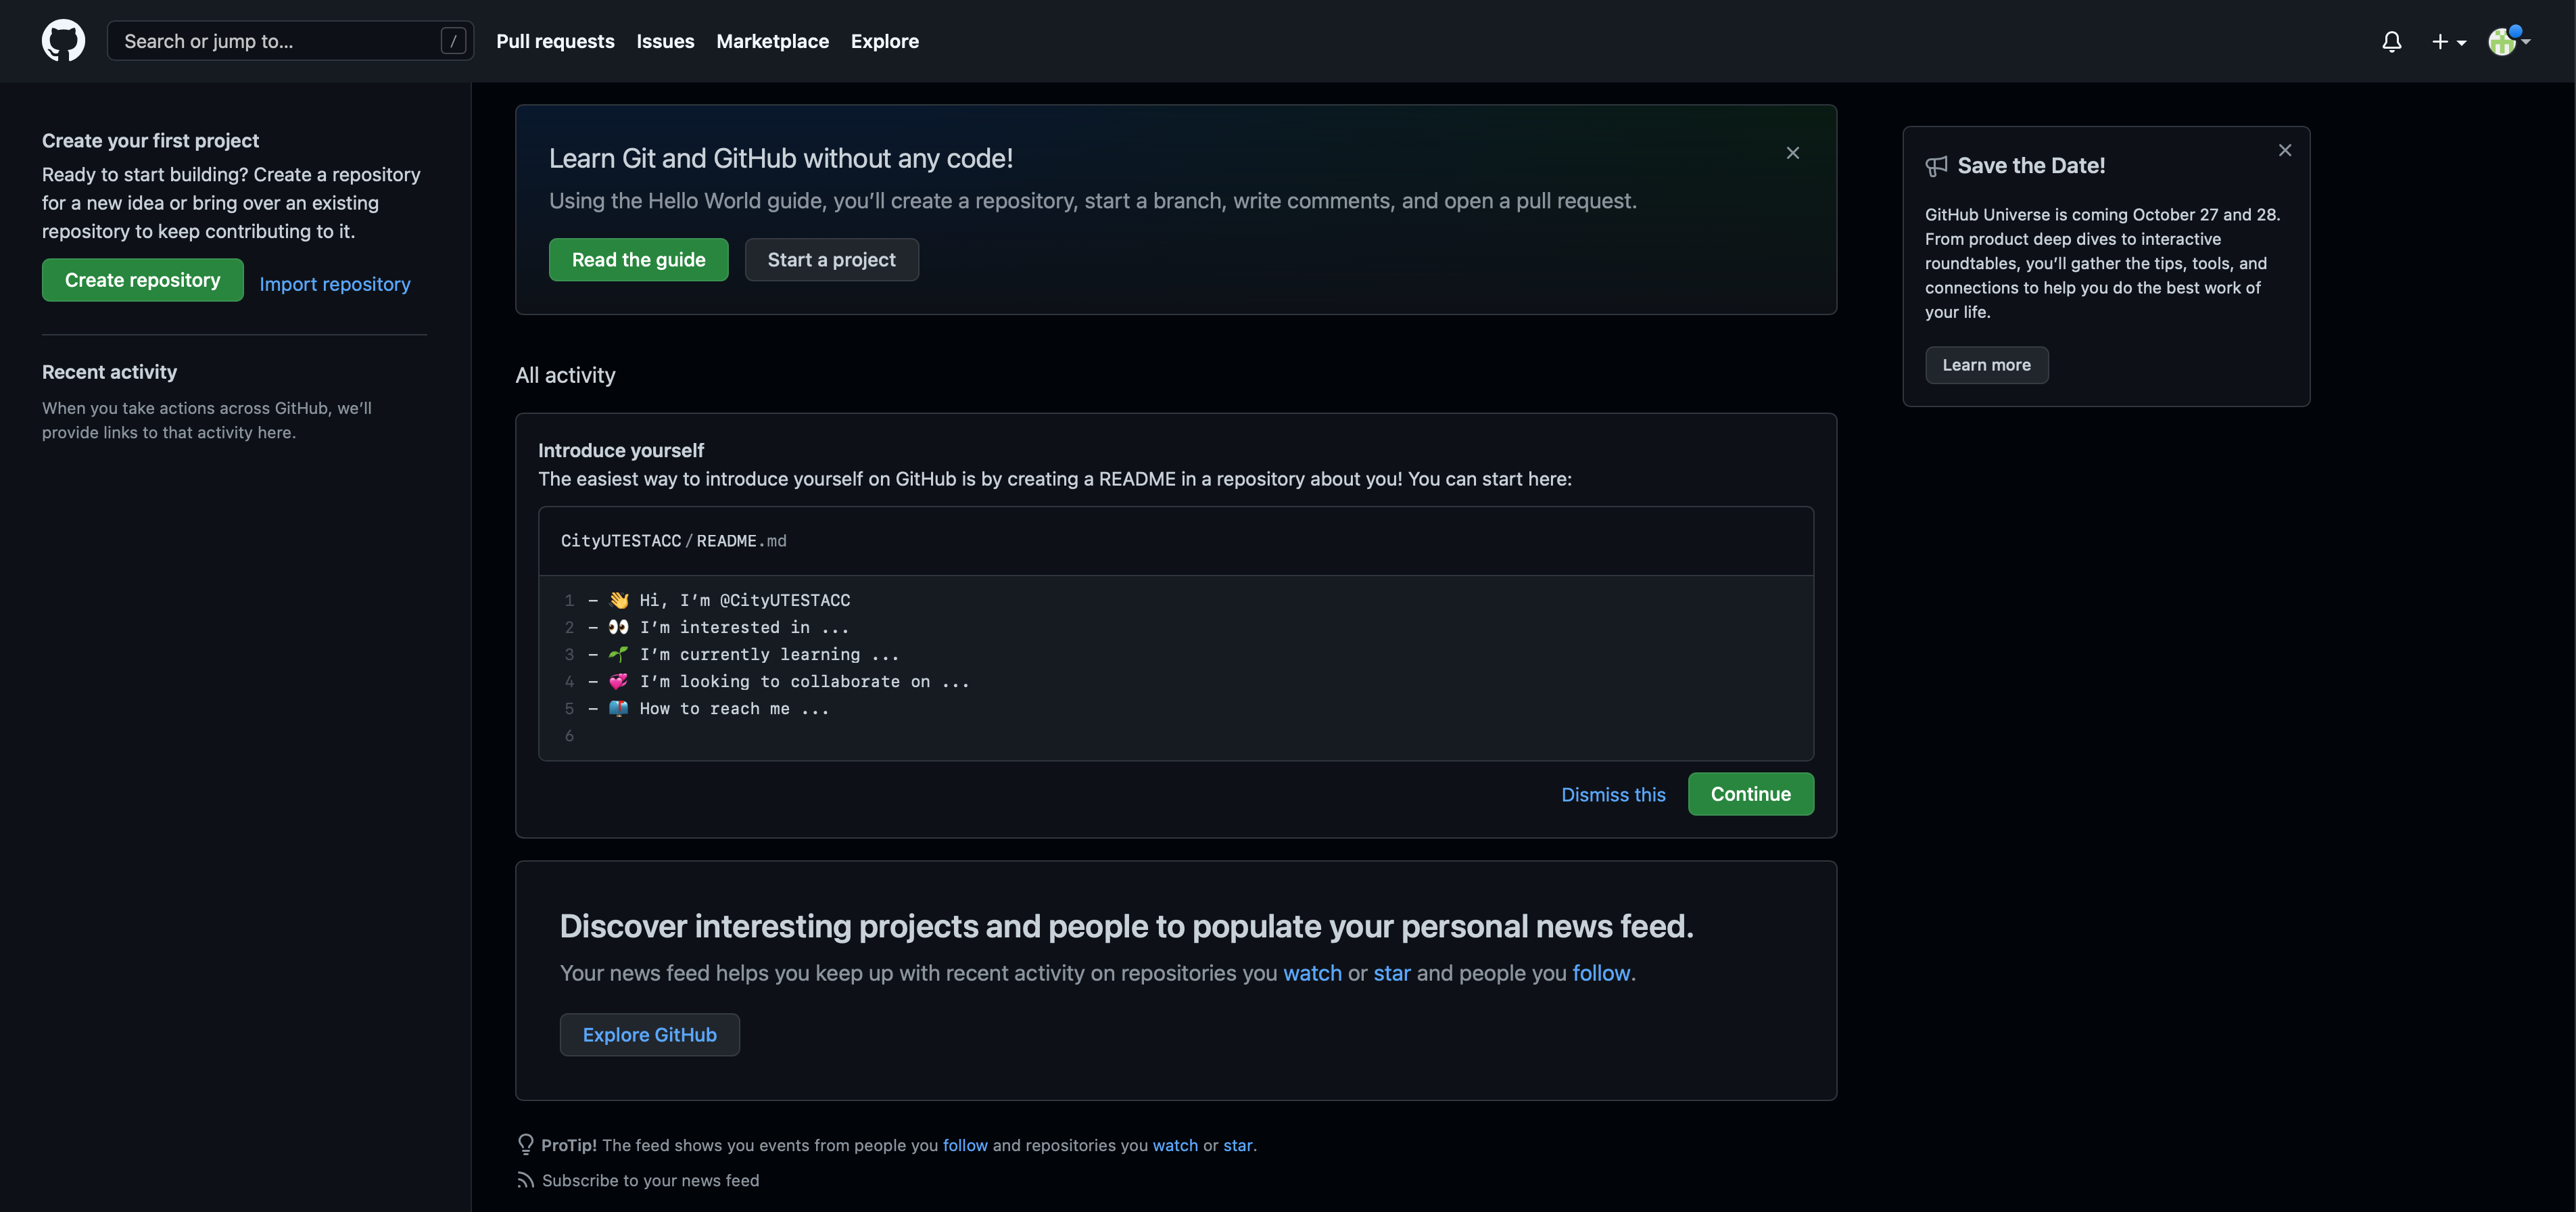 Search or jump to... /
Pull requests Issues Marketplace Explore
Create your first project
Ready to start building? Create a repository
for a new idea or bring over an existing
repository to keep contributing to it.
Create repository Import repository
Recent activity
When you take actions across GitHub, we’ll
provide links to that activity here.
Learn Git and GitHub without any code!
Using the Hello World guide, you’ll create a repository, start a branch, write comments, and open a pull request.
Read the guide Start a project
All activity
Introduce yourself
The easiest way to introduce yourself on GitHub is by creating a README in a repository about you! You can start here:
CityUTESTACC/README.md
1 – 👋 Hi, I’m @CityUTESTACC
2 – 👀 I’m interested in ...
3 – 🌱 I’m currently learning ...
4 – 💞️ I’m looking to collaborate on ...
5 – 📫 How to reach me ...
6
Dismiss this Continue
Discover interesting projects and people to populate your personal news feed.
Your news feed helps you keep up with recent activity on repositories you watch or star and people you follow.
Explore GitHub
ProTip! The feed shows you events from people you follow and repositories you watch or star.
Subscribe to your news feed
Save the Date!
GitHub Universe is coming October 27 and 28.
From product deep dives to interactive
roundtables, you’ll gather the tips, tools, and
connections to help you do the best work of
your life.
Learn more